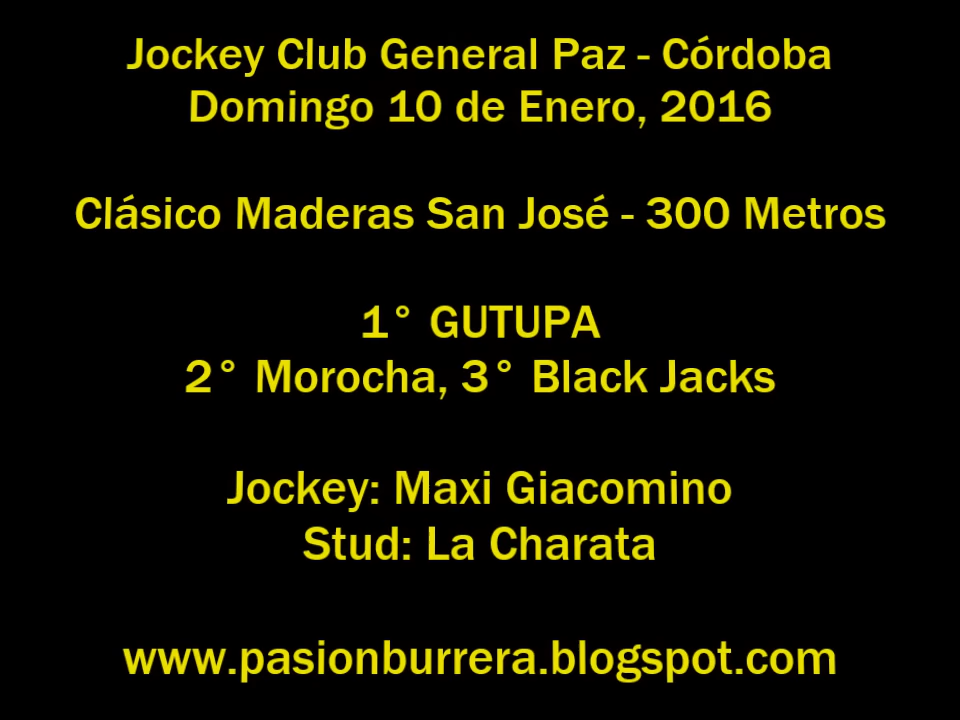 Jockey Club General Paz - Córdoba
Domingo 10 de Enero, 2016
Clásico Maderas San José - 300 Metros
1° GUTUPA
2° Morocha, 3° Black Jacks
Jockey: Maxi Giacomino
Stud: La Charata
www.pasionburrera.blogspot.com